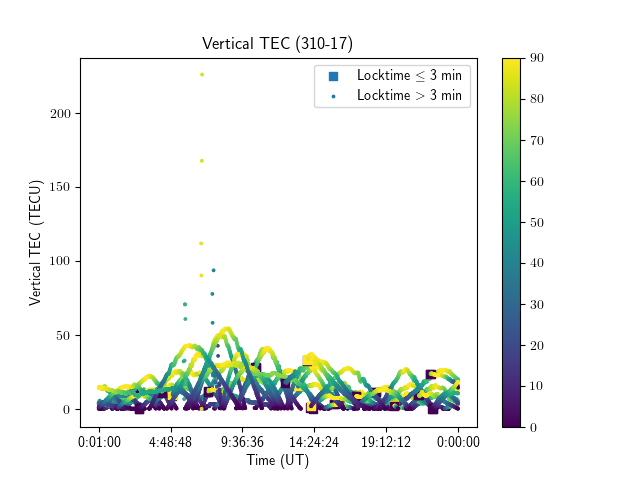 Vertical TEC (310-17)
Locktime ≤ 3 min
Locktime > 3 min
Vertical TEC (TECU)
200
150
100
50
0
0:01:00 4:48:48 9:36:36 14:24:24 19:12:12 0:00:00
Time (UT)
90
80
70
60
50
40
30
20
10
0